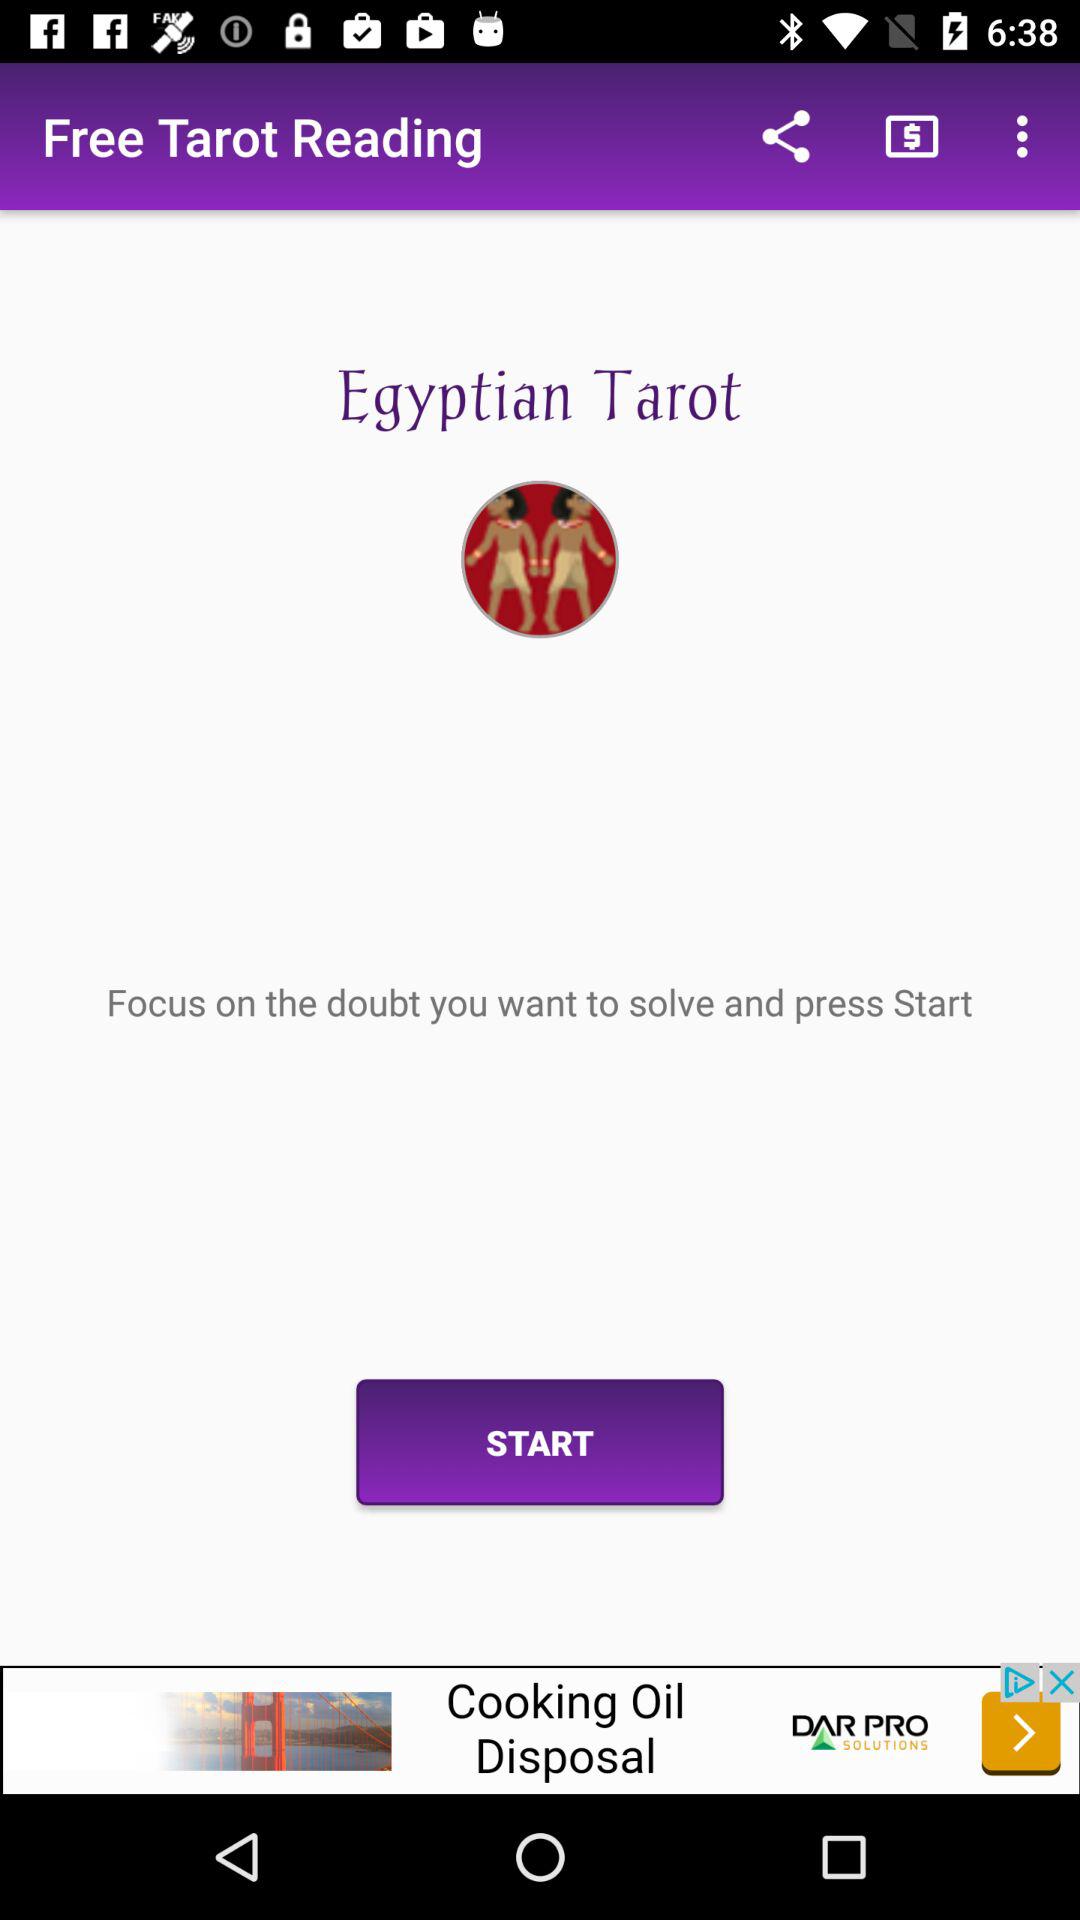 FAKE
6:38
Free Tarot Reading
Egyptian Tarot
Focus on the doubt you want to solve and press Start
START
Cooking Oil
Disposal
DAR PRO
SOLUTIONS